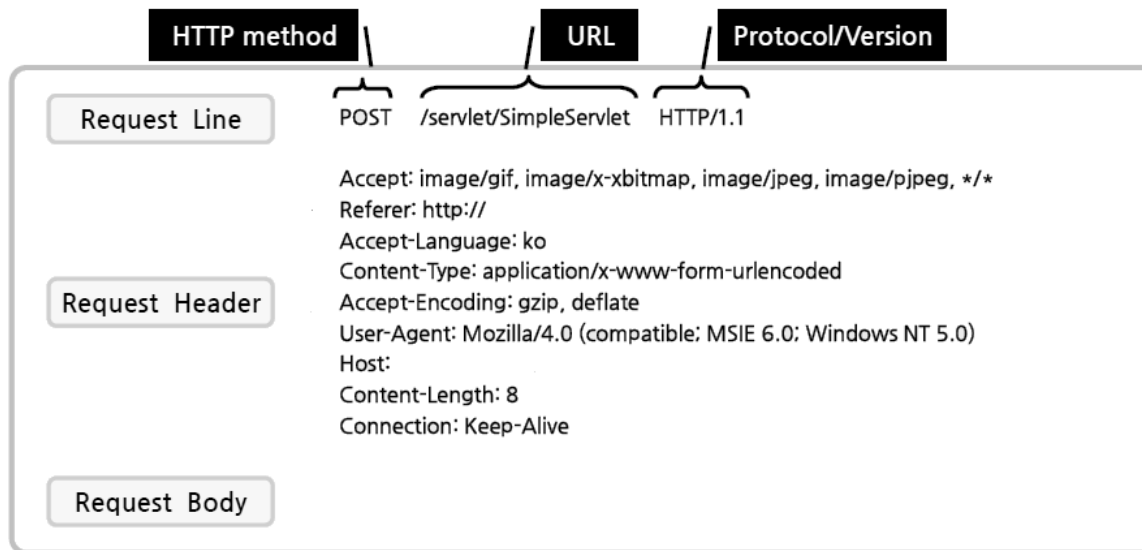 HTTP method URL Protocol/Version
Request Line POST /servlet/SimpleServlet HTTP/1.1
Accept: image/gif, image/x-xbitmap, image/jpeg, image/pjpeg, */*
Referer: http://
Accept-Language: ko
Content-Type: application/x-www-form-urlencoded
Request Header Accept-Encoding: gzip, deflate
User-Agent: Mozilla/4.0 (compatible; MSIE 6.0; Windows NT 5.0)
Host:
Content-Length: 8
Connection: Keep-Alive
Request Body